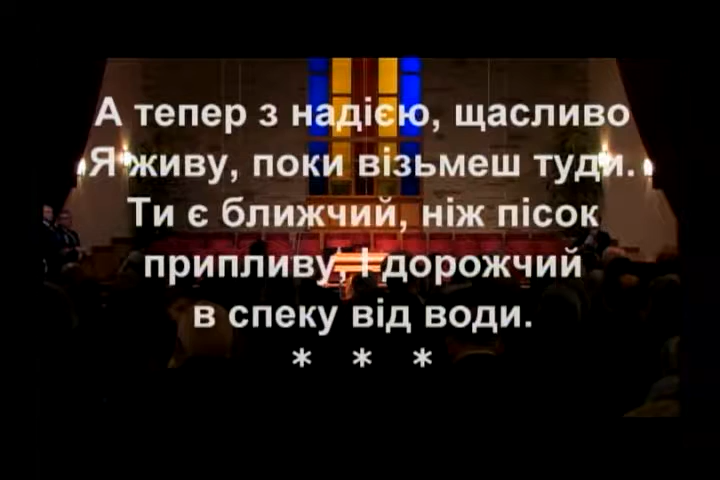 А тепер з надією, щасливо
Я живу, поки візьмеш туди.
Ти є ближчий, ніж пісок
припливу, І дорожчий
в спеку від води.
* * *